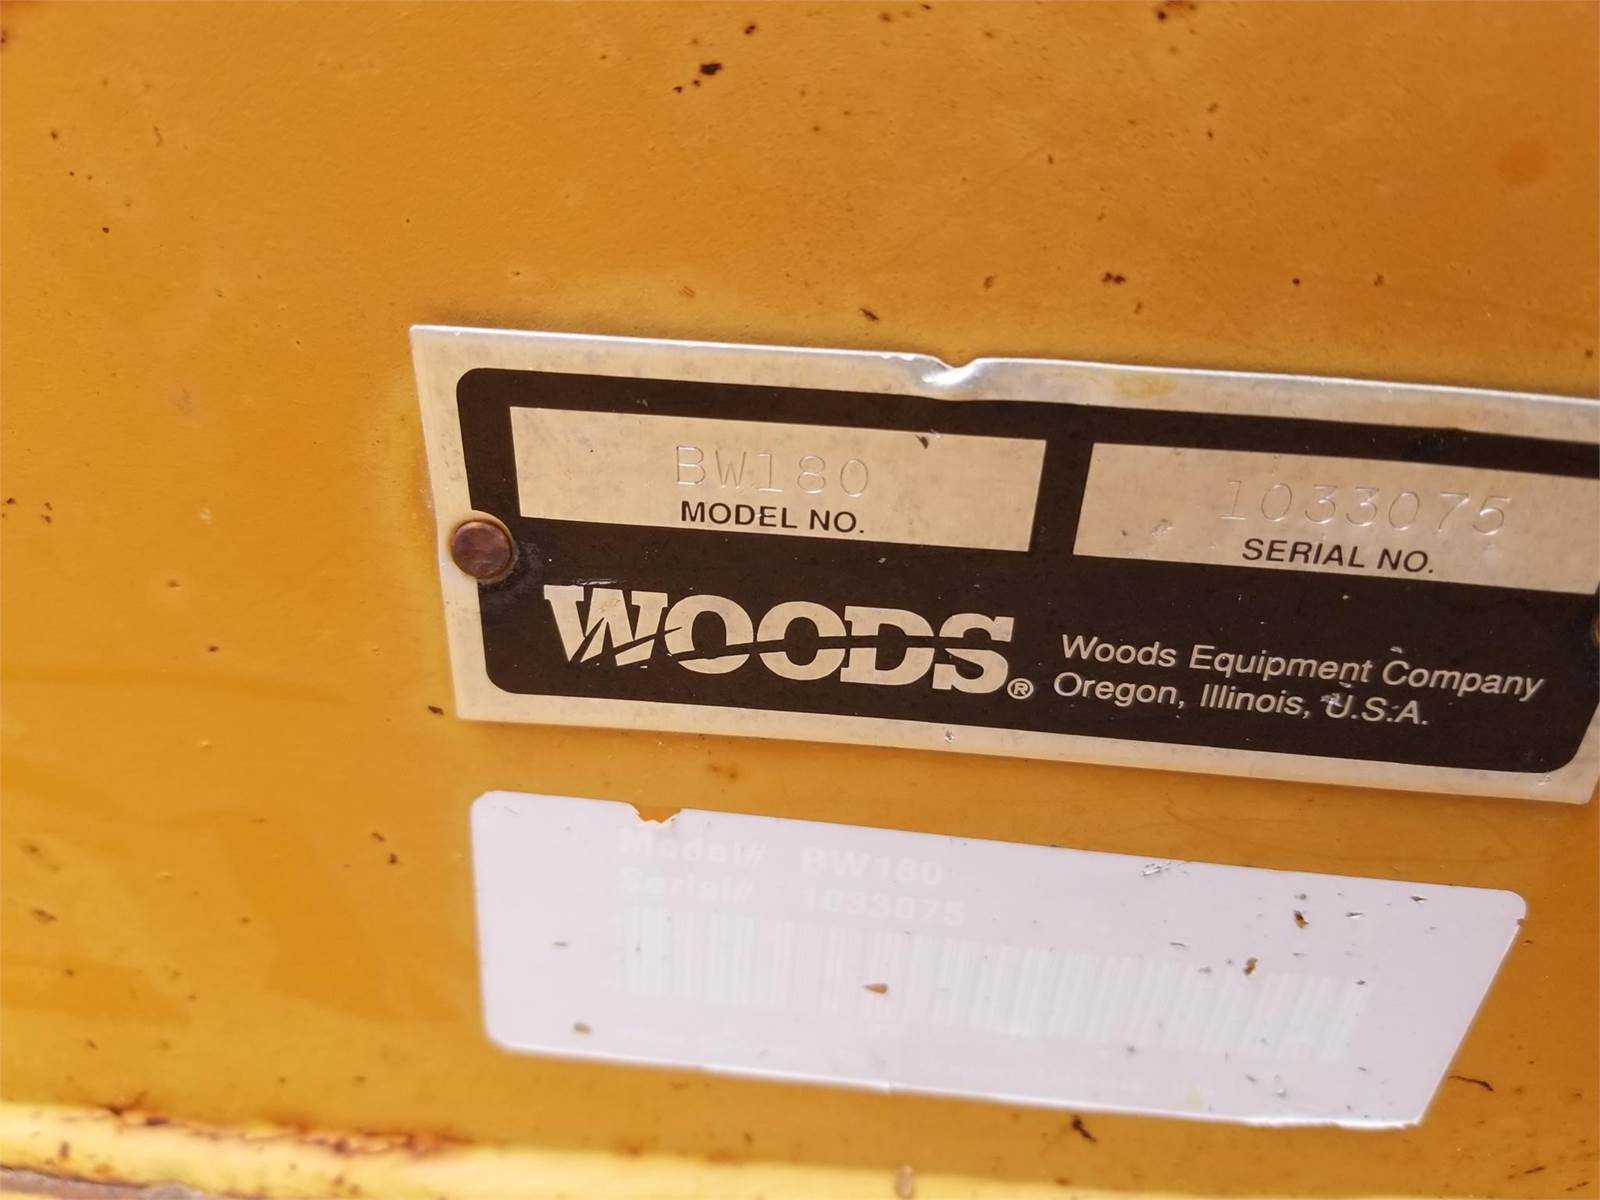 BW180
MODEL NO.
1033075
SERIAL NO.
WOODS®
Woods Equipment Company
Oregon, Illinois, U.S.A.
Model# BW180
Serial# 1033075